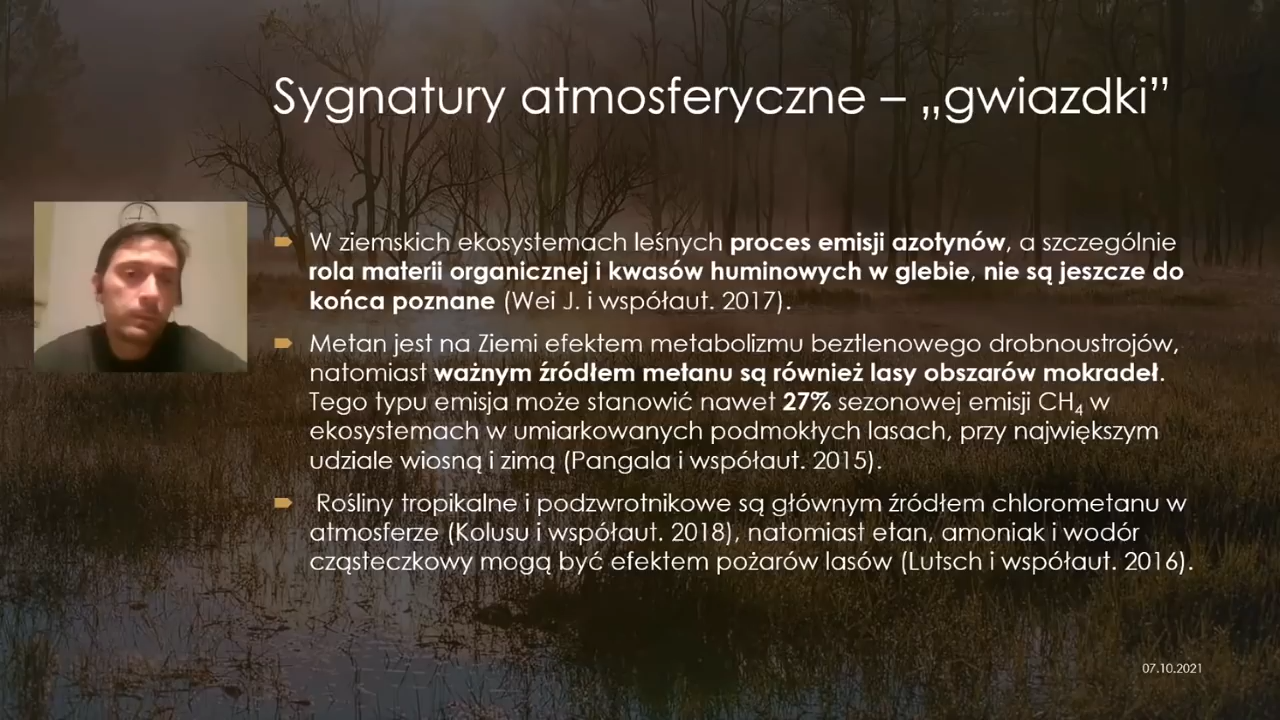 Sygnatury atmosferyczne – „gwiazdki”
W ziemskich ekosystemach leśnych proces emisji azotynów, a szczególnie
rola materii organicznej i kwasów huminowych w glebie, nie są jeszcze do
końca poznane (Wei J. i współaut. 2017).
Metan jest na Ziemi efektem metabolizmu beztlenowego drobnoustrojów,
natomiast ważnym źródłem metanu są również lasy obszarów mokradeł.
Tego typu emisja może stanowić nawet 27% sezonowej emisji CH₄ w
ekosystemach w umiarkowanych podmokłych lasach, przy największym
udziale wiosną i zimą (Pangala i współaut. 2015).
Rośliny tropikalne i podzwrotnikowe są głównym źródłem chlorometanu w
atmosferze (Kolusu i współaut. 2018), natomiast etan, amoniak i wodór
cząsteczkowy mogą być efektem pożarów lasów (Lutsch i współaut. 2016).
07.10.2021